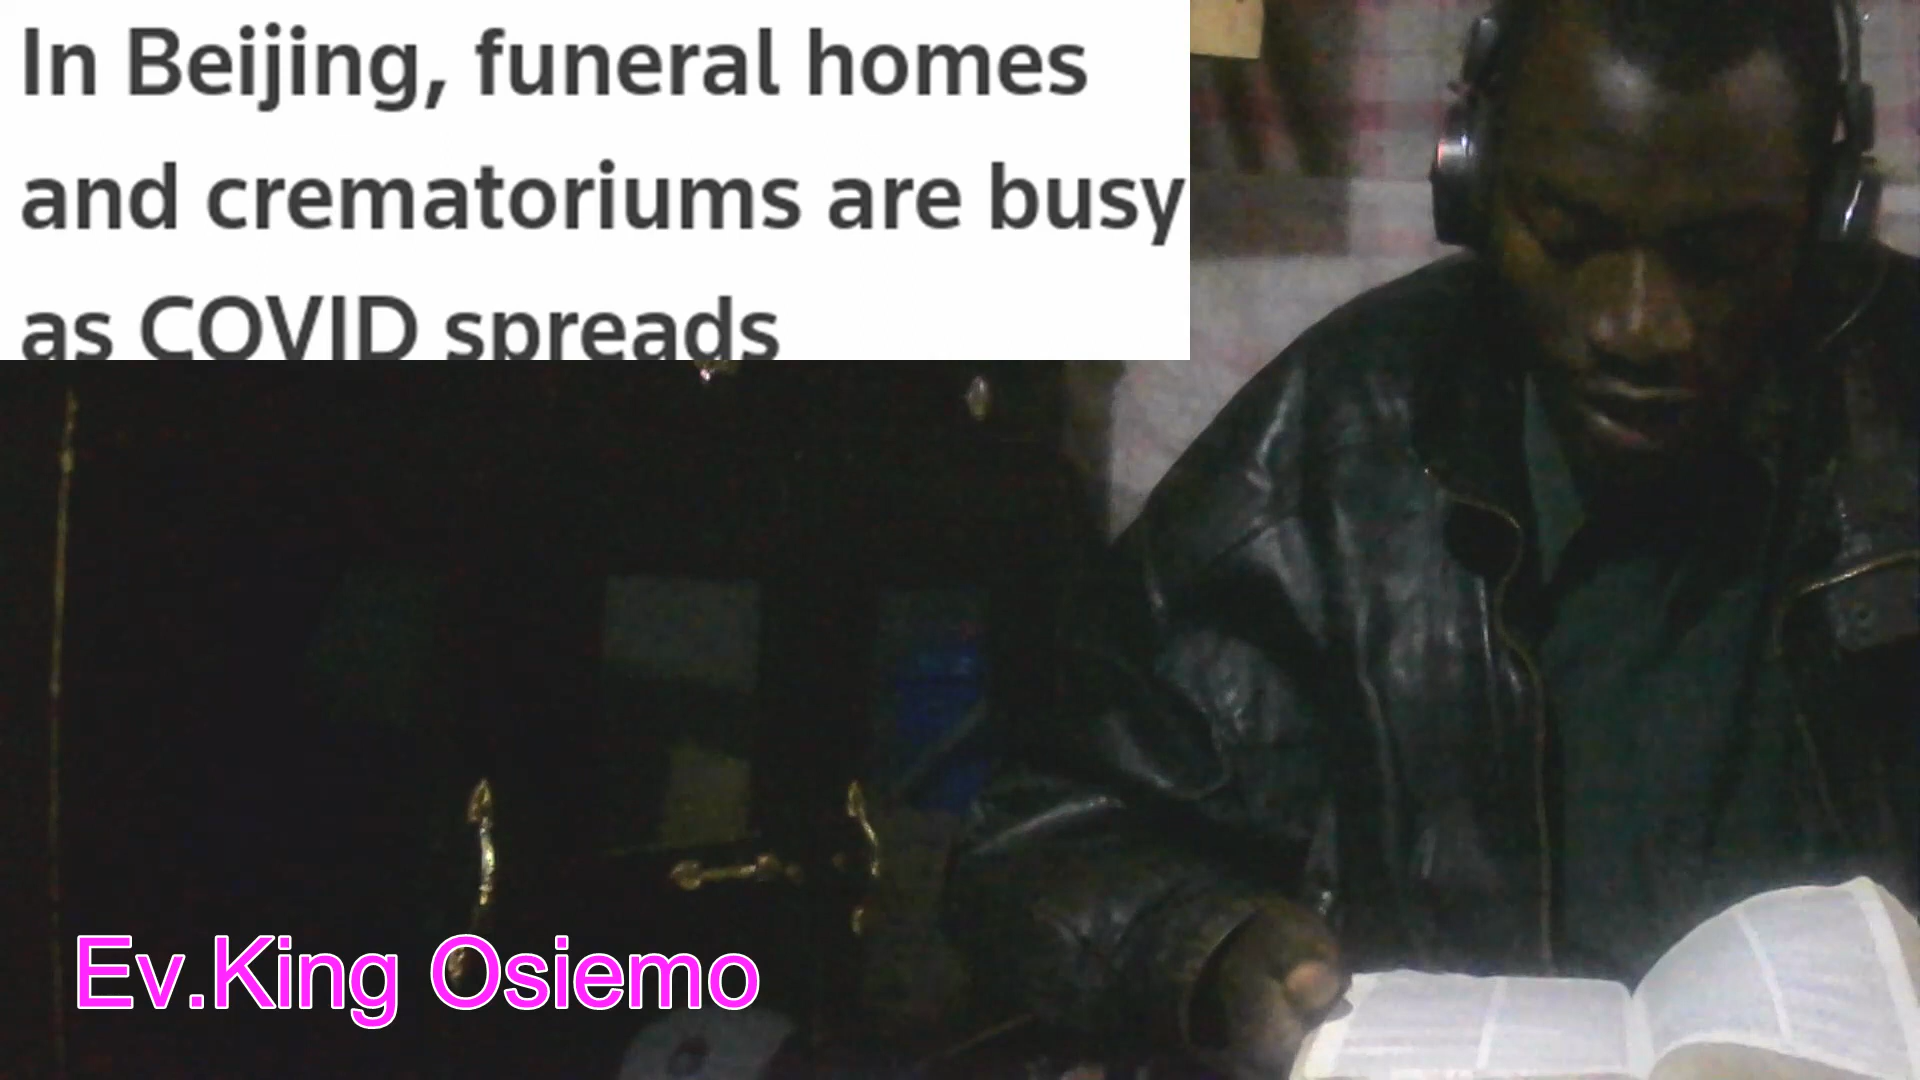 In Beijing, funeral homes
and crematoriums are busy
as COVID spreads
Ev.King Osiemo